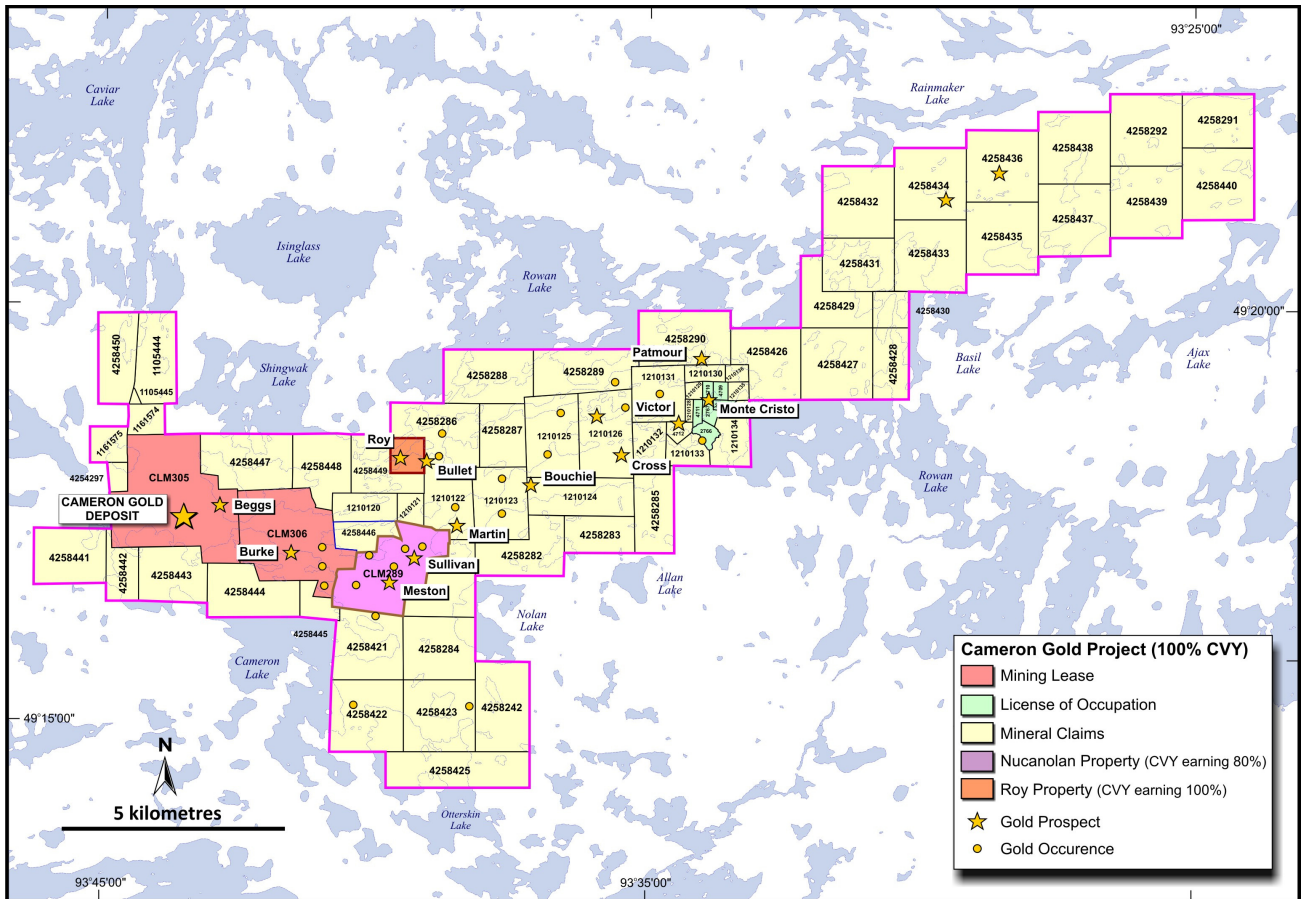 93°25'00"
Caviar
Lake
Rainmaker
Lake
4258291
4258292
4258438
4258436
4258440
4258434
4258432
4258439
4258437
4258435
Isinglass
Lake
4258433
4258431
Rowan
Lake
4258429
4258430
49°20'00"
4258450
1105444
4258290
Patmour
4258426
4258427
4258428
Basil
Lake
Ajax
Lake
Shingwak
Lake
4258288
4258289
1210131
1210130
1105445
Victor
Monte Cristo
1161574
4258286
4258287
1210125
1210126
4711
4712
2766
1210132
1210133
1210134
1161575
Roy
Bullet
Cross
4258447
4258448
4258449
Bouchie
Rowan
Lake
4254297
CLM305
1210124
4258285
CAMERON GOLD
DEPOSIT
Beggs
1210120
1210121
1210122
1210123
Martin
CLM306
4258446
4258283
4258282
Burke
4258441
4258442
4258443
4258444
CLM289
Sullivan
Meston
Allan
Lake
Nolan
Lake
4258445
4258421
4258284
Cameron
Lake
4258422
4258423
4258242
49°15'00"
4258425
N
5 kilometres
Otterskin
Lake
93°45'00"
93°35'00"
Cameron Gold Project (100% CVY)
Mining Lease
License of Occupation
Mineral Claims
Nucanolan Property (CVY earning 80%)
Roy Property (CVY earning 100%)
Gold Prospect
Gold Occurence